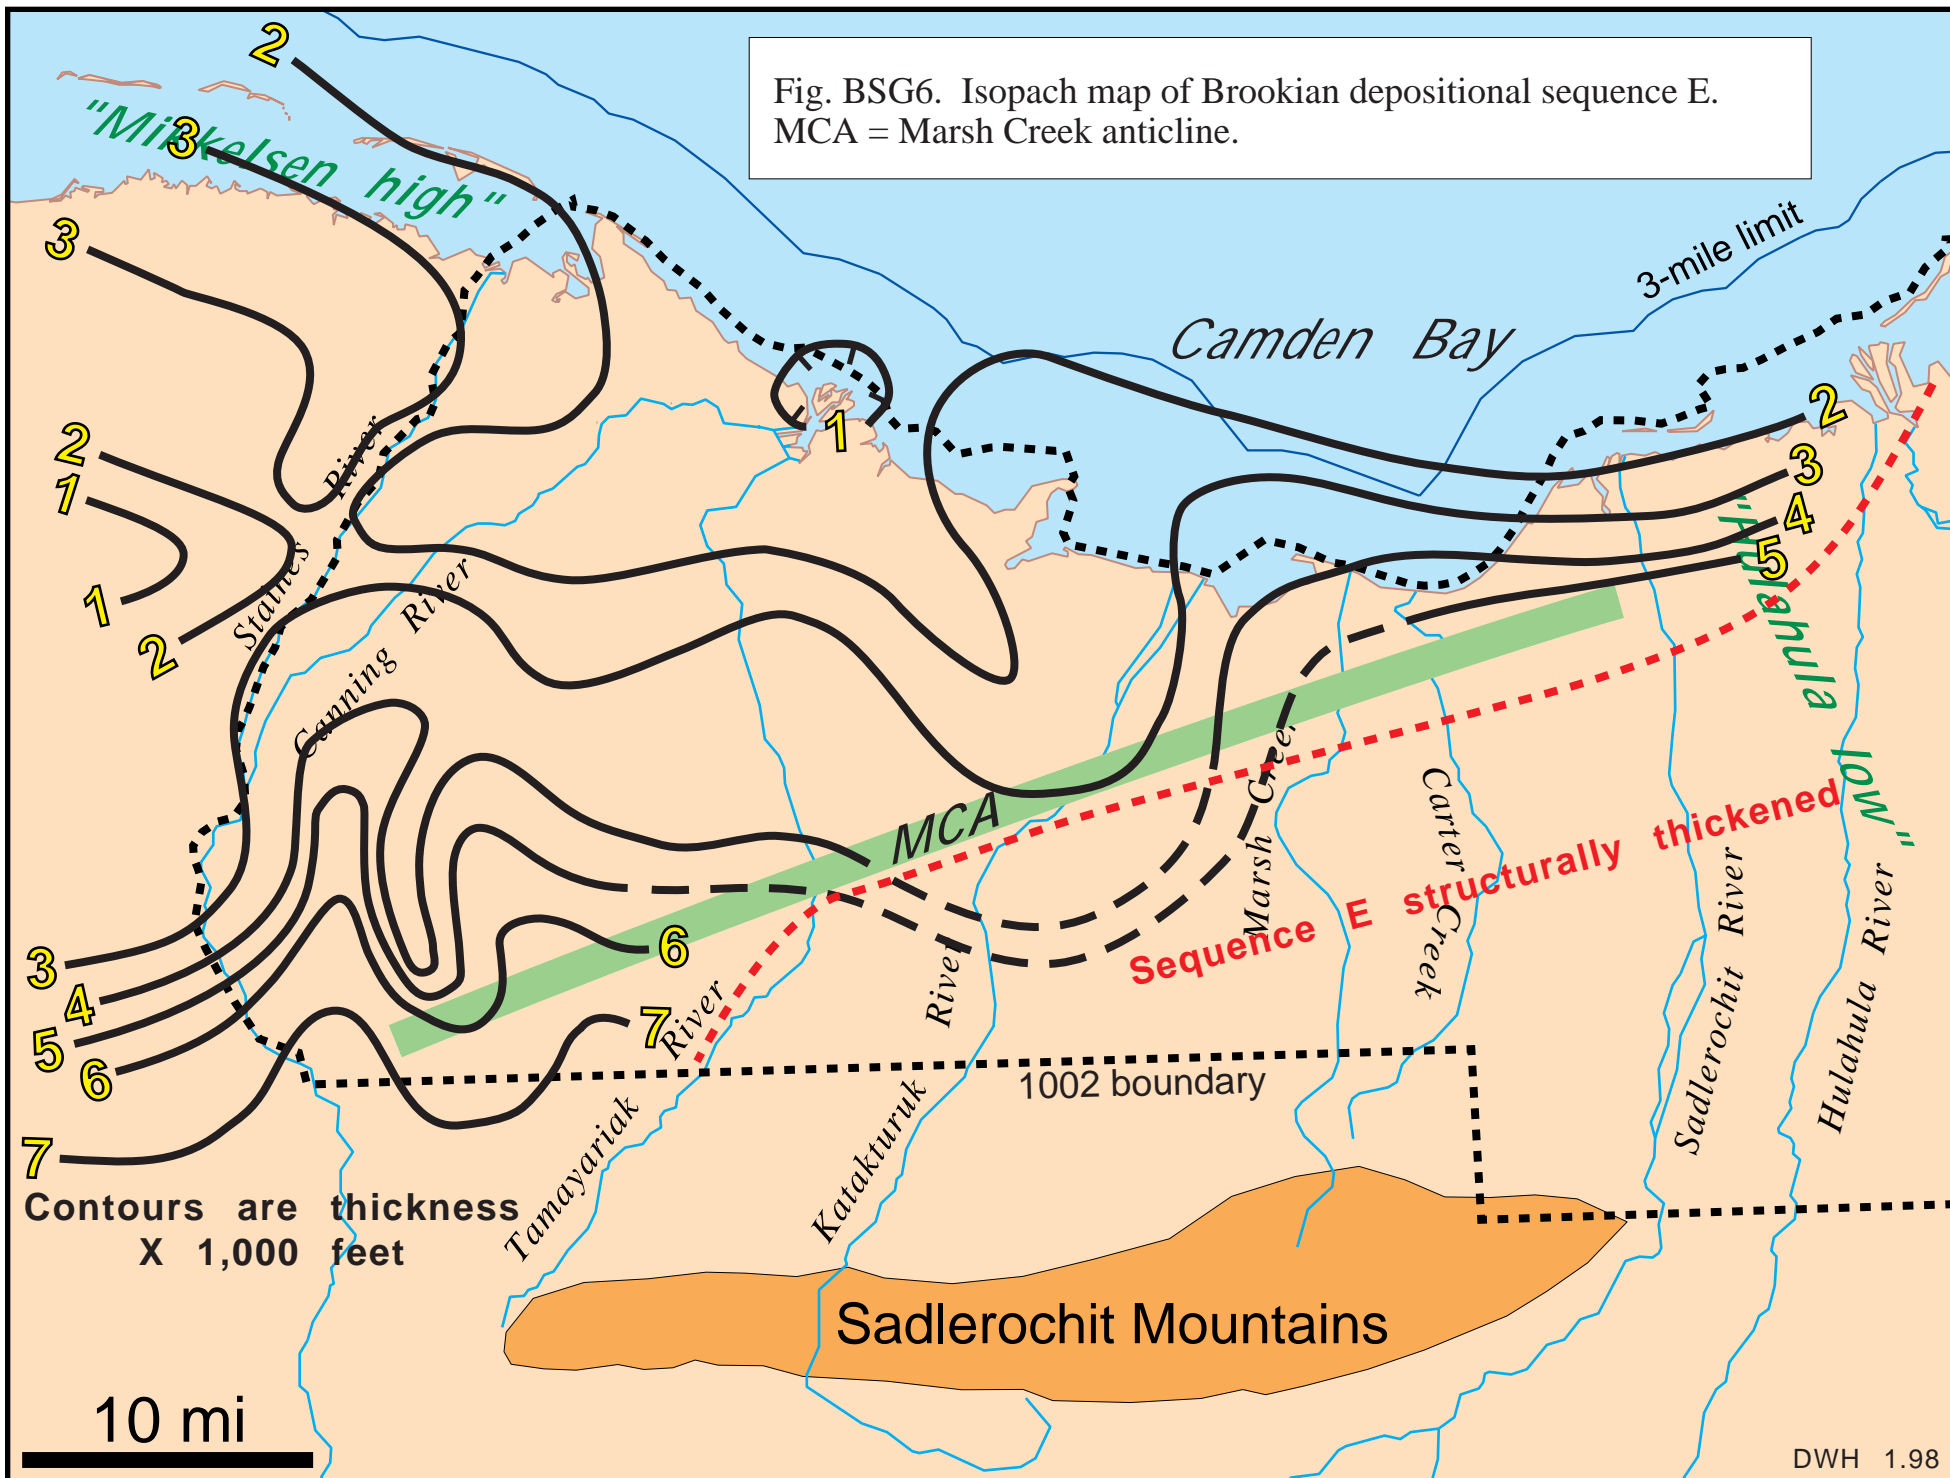 2
Fig. BSG6. Isopach map of Brookian depositional sequence E.
MCA = Marsh Creek anticline.
"Mikkelsen high"
3
3
3-mile limit
Camden Bay
2
1
1
2
1
2
3
4
5
"Hulahula low"
Staines River
Canning River
MCA
Marsh Creek
Carter Creek
Sequence E structurally thickened
Sadlerochit River
Hulahula River
3
4
5
6
7
6
7
Tamayariak River
Katakturuk River
1002 boundary
Contours are thickness
X 1,000 feet
Sadlerochit Mountains
10 mi
DWH 1.98